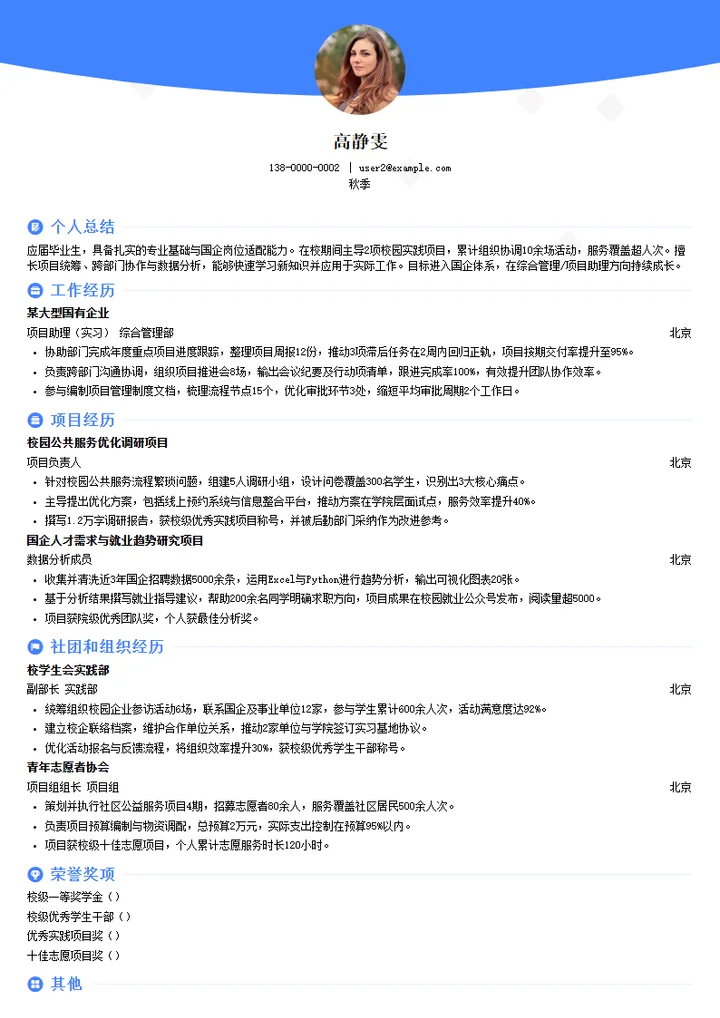 高静雯
138-0000-0002 | user2@example.com
秋季
个人总结
应届毕业生，具备扎实的专业基础与国企岗位适配能力。在校期间主导2项校园实践项目，累计组织协调10余场活动，服务覆盖超人次。擅
长项目统筹、跨部门协作与数据分析，能够快速学习新知识并应用于实际工作。目标进入国企体系，在综合管理/项目助理方向持续成长。
工作经历
某大型国有企业
项目助理（实习） 综合管理部 北京
• 协助部门完成年度重点项目进度跟踪，整理项目周报12份，推动3项滞后任务在2周内回归正轨，项目按期交付率提升至95%。
• 负责跨部门沟通协调，组织项目推进会8场，输出会议纪要及行动项清单，跟进完成率100%，有效提升团队协作效率。
• 参与编制项目管理制度文档，梳理流程节点15个，优化审批环节3处，缩短平均审批周期2个工作日。
项目经历
校园公共服务优化调研项目
项目负责人 北京
• 针对校园公共服务流程繁琐问题，组建5人调研小组，设计问卷覆盖300名学生，识别出3大核心痛点。
• 主导提出优化方案，包括线上预约系统与信息整合平台，推动方案在学院层面试点，服务效率提升40%。
• 撰写1.2万字调研报告，获校级优秀实践项目称号，并被后勤部门采纳作为改进参考。
国企人才需求与就业趋势研究项目
数据分析成员 北京
• 收集并清洗近3年国企招聘数据5000余条，运用Excel与Python进行趋势分析，输出可视化图表20张。
• 基于分析结果撰写就业指导建议，帮助200余名同学明确求职方向，项目成果在校园就业公众号发布，阅读量超5000。
• 项目获院级优秀团队奖，个人获最佳分析奖。
社团和组织经历
校学生会实践部
副部长 实践部 北京
• 统筹组织校园企业参访活动6场，联系国企及事业单位12家，参与学生累计600余人次，活动满意度达92%。
• 建立校企联络档案，维护合作单位关系，推动2家单位与学院签订实习基地协议。
• 优化活动报名与反馈流程，将组织效率提升30%，获校级优秀学生干部称号。
青年志愿者协会
项目组组长 项目组 北京
• 策划并执行社区公益服务项目4期，招募志愿者80余人，服务覆盖社区居民500余人次。
• 负责项目预算编制与物资调配，总预算2万元，实际支出控制在预算95%以内。
• 项目获校级十佳志愿项目，个人累计志愿服务时长120小时。
荣誉奖项
校级一等奖学金（）
校级优秀学生干部（）
优秀实践项目奖（）
十佳志愿项目奖（）
其他